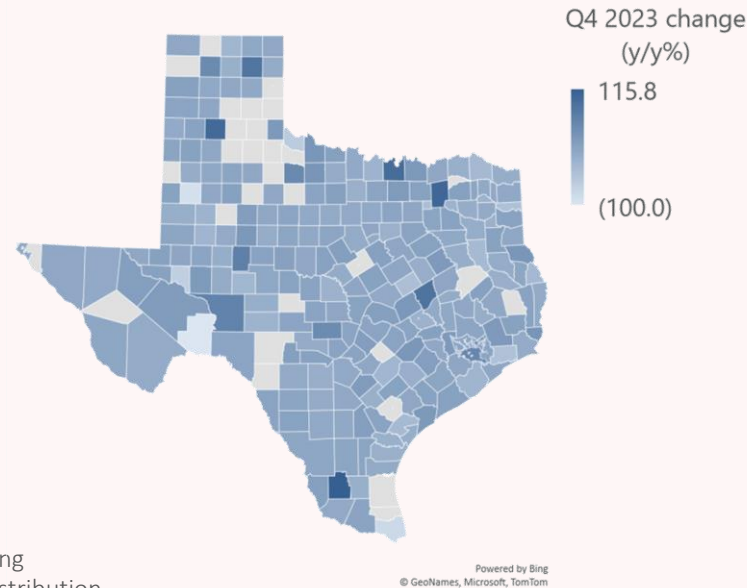 Q4 2023 change
(y/y%)
115.8
(100.0)
Powered by Bing
© GeoNames, Microsoft, TomTom